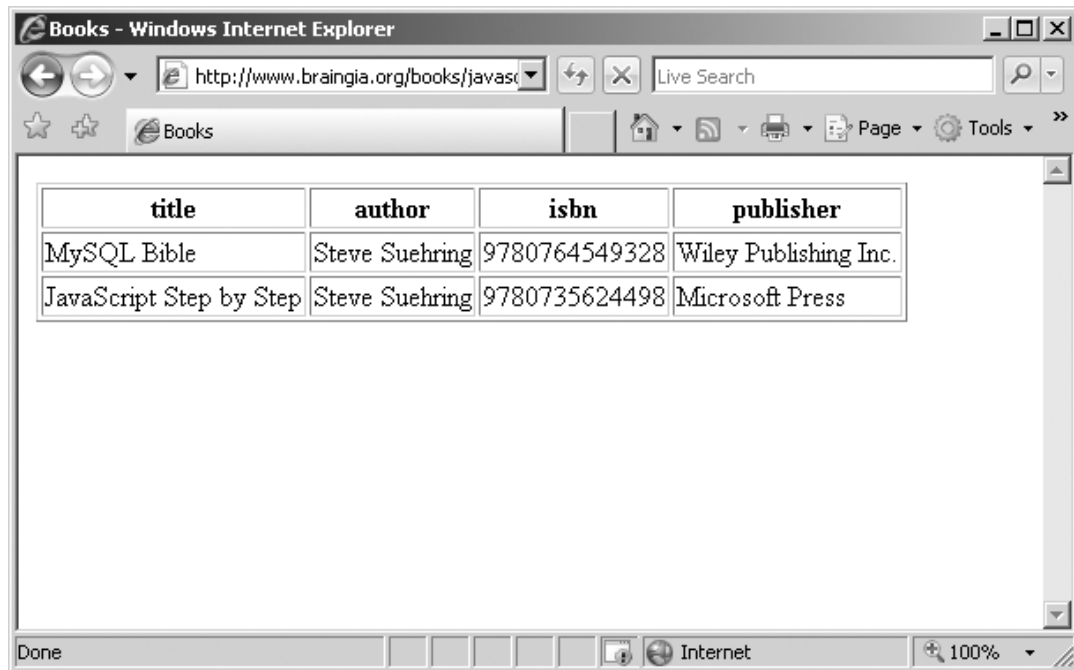 Books - Windows Internet Explorer
http://www.braingia.org/books/javasc
Live Search
Books
Page
Tools
title author isbn publisher
MySQL Bible Steve Suehring 9780764549328 Wiley Publishing Inc.
JavaScript Step by Step Steve Suehring 9780735624498 Microsoft Press
Done Internet 100%